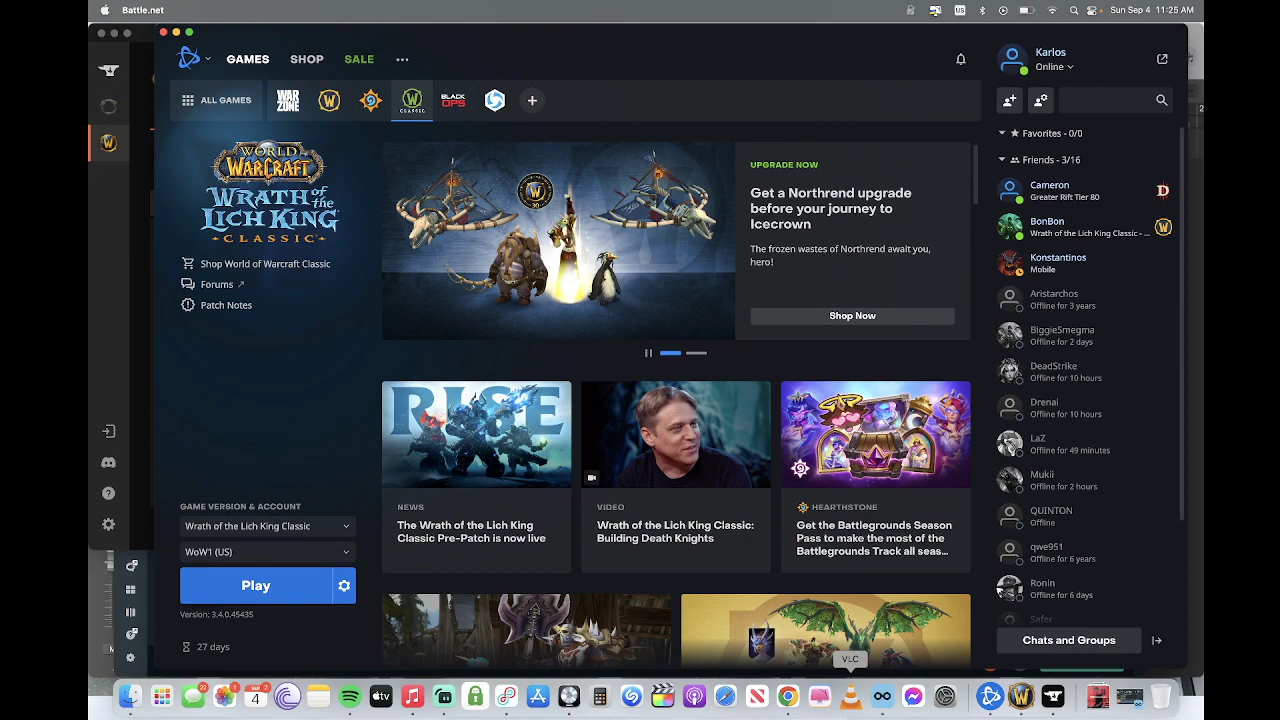 Battle.net
US
Sun Sep 4 11:25 AM
GAMES
SHOP
SALE
Karlos
Online
ALL GAMES
WAR
ZONE
CLASSIC
BLACK
OPS
Favorites - 0/0
Friends - 3/16
Cameron
Greater Rift Tier 80
BonBon
Wrath of the Lich King Classic - ...
Konstantinos
Mobile
Aristarchos
Offline for 3 years
BiggieSmegma
Offline for 2 days
DeadStrike
Offline for 10 hours
Drenai
Offline for 10 hours
LaZ
Offline for 49 minutes
Mukii
Offline for 2 hours
QUINTON
Offline
qwe951
Offline for 6 years
Ronin
Offline for 6 days
Safer
Chats and Groups
WORLD
OF
WARCRAFT
WRATH OF
THE
LICH KING
CLASSIC
Shop World of Warcraft Classic
Forums
Patch Notes
UPGRADE NOW
Get a Northrend upgrade
before your journey to
Icecrown
The frozen wastes of Northrend await you,
hero!
Shop Now
30
RISE
NEWS
The Wrath of the Lich King
Classic Pre-Patch is now live
VIDEO
Wrath of the Lich King Classic:
Building Death Knights
HEARTHSTONE
Get the Battlegrounds Season
Pass to make the most of the
Battlegrounds Track all seas...
GAME VERSION & ACCOUNT
Wrath of the Lich King Classic
WoW1 (US)
Play
Version: 3.4.0.45435
27 days
VLC
tv